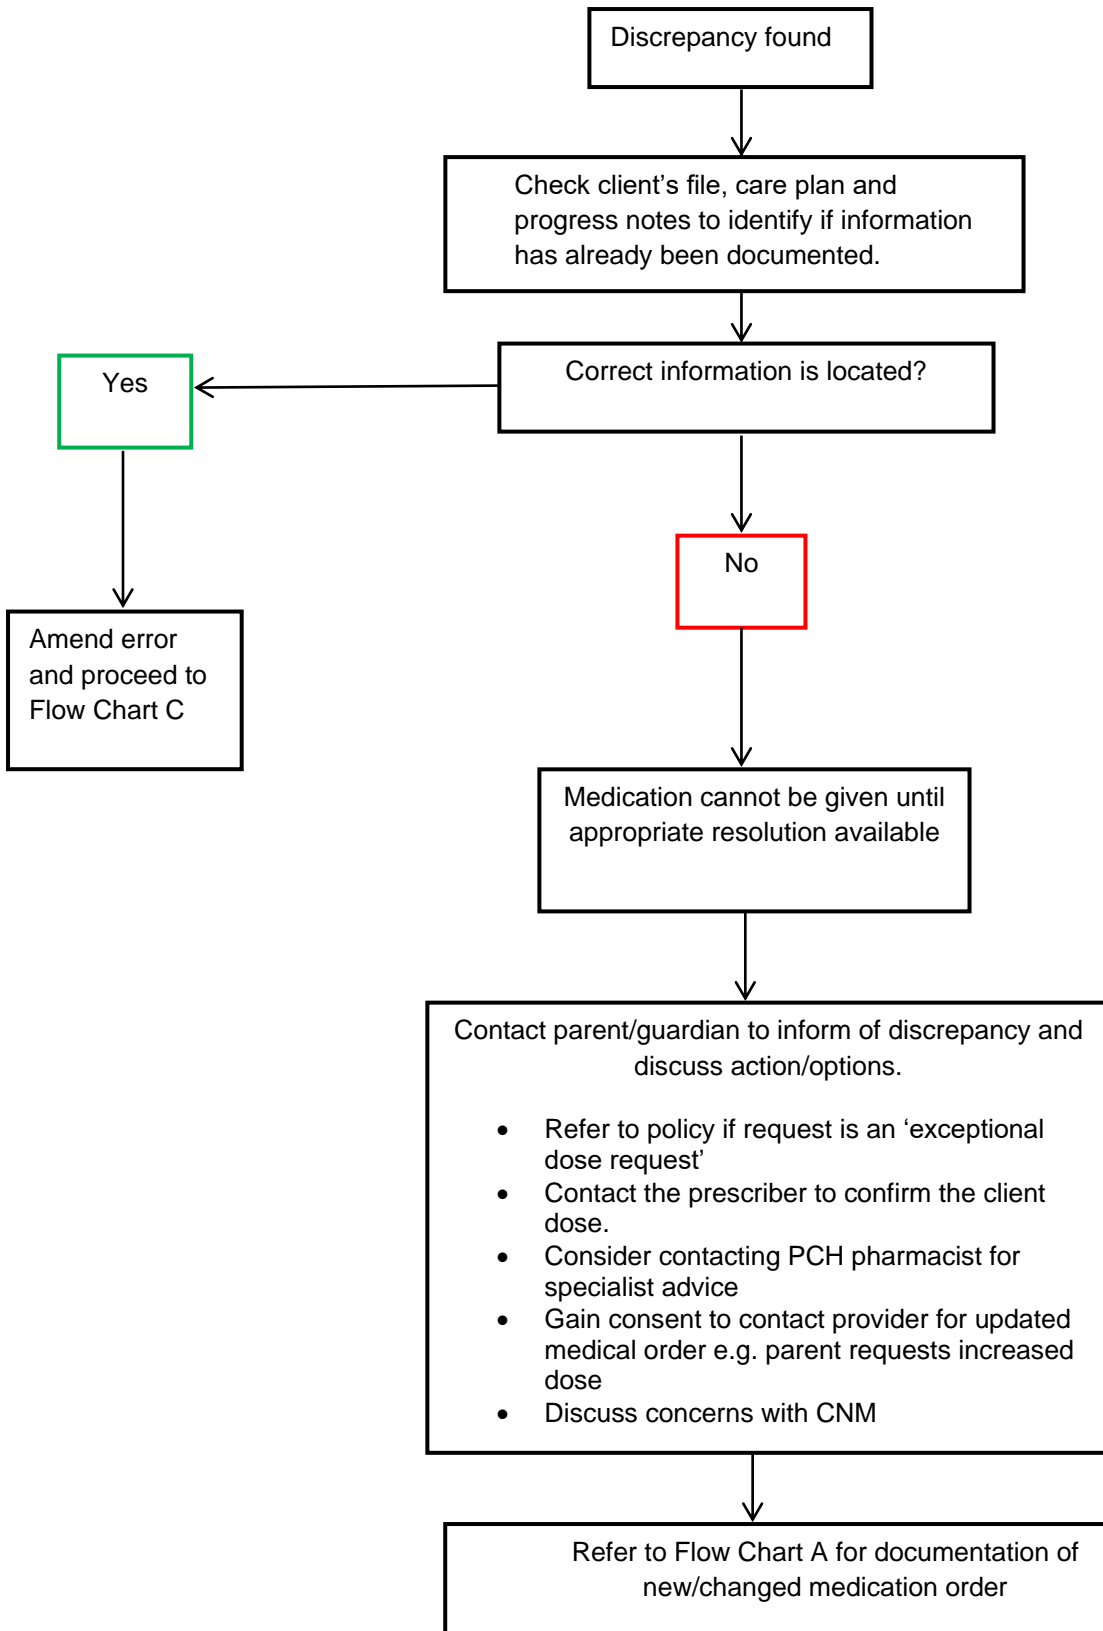 Discrepancy found
Check client’s file, care plan and
progress notes to identify if information
has already been documented.
Correct information is located?
Yes
No
Amend error
and proceed to
Flow Chart C
Medication cannot be given until
appropriate resolution available
Contact parent/guardian to inform of discrepancy and
discuss action/options.
• Refer to policy if request is an ‘exceptional
dose request’
• Contact the prescriber to confirm the client
dose.
• Consider contacting PCH pharmacist for
specialist advice
• Gain consent to contact provider for updated
medical order e.g. parent requests increased
dose
• Discuss concerns with CNM
Refer to Flow Chart A for documentation of
new/changed medication order